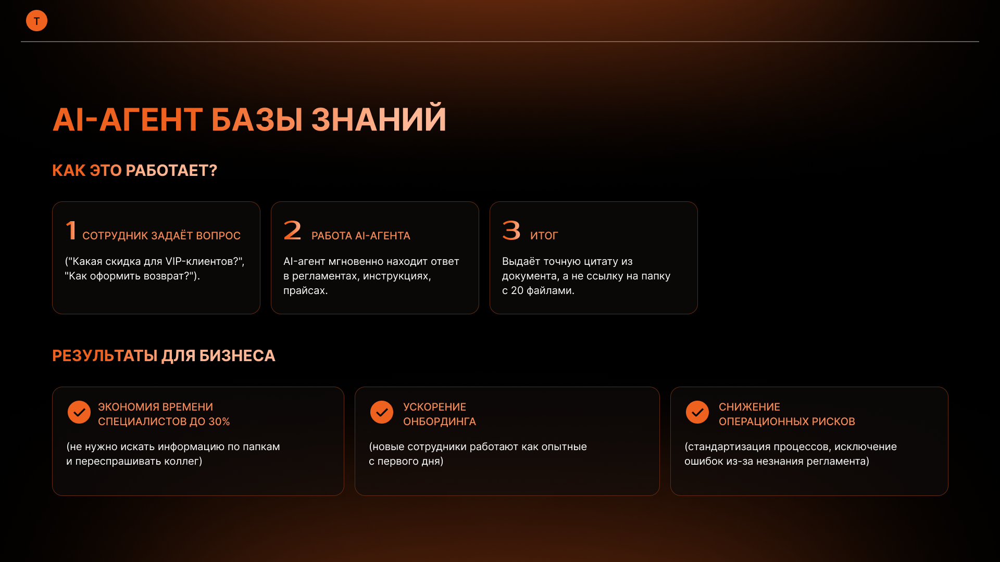 T
AI-АГЕНТ БАЗЫ ЗНАНИЙ
КАК ЭТО РАБОТАЕТ?
1 СОТРУДНИК ЗАДАЁТ ВОПРОС
("Какая скидка для VIP-клиентов?",
"Как оформить возврат?").
2 РАБОТА AI-АГЕНТА
AI-агент мгновенно находит ответ
в регламентах, инструкциях,
прайсах.
3 ИТОГ
Выдаёт точную цитату из
документа, а не ссылку на папку
с 20 файлами.
РЕЗУЛЬТАТЫ ДЛЯ БИЗНЕСА
ЭКОНОМИЯ ВРЕМЕНИ
СПЕЦИАЛИСТОВ ДО 30%
(не нужно искать информацию по папкам
и переспрашивать коллег)
УСКОРЕНИЕ
ОНБОРДИНГА
(новые сотрудники работают как опытные
с первого дня)
СНИЖЕНИЕ
ОПЕРАЦИОННЫХ РИСКОВ
(стандартизация процессов, исключение
ошибок из-за незнания регламента)